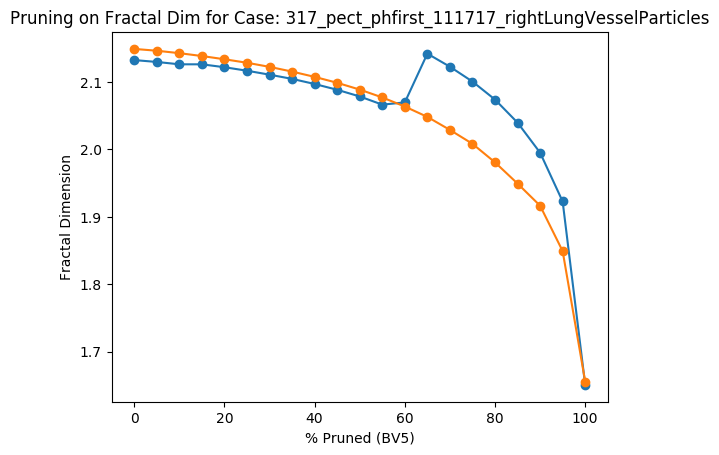 Pruning on Fractal Dim for Case: 317_pect_phfirst_111717_rightLungVesselParticles
Fractal Dimension
2.1
2.0
1.9
1.8
1.7
0 20 40 60 80 100
% Pruned (BV5)